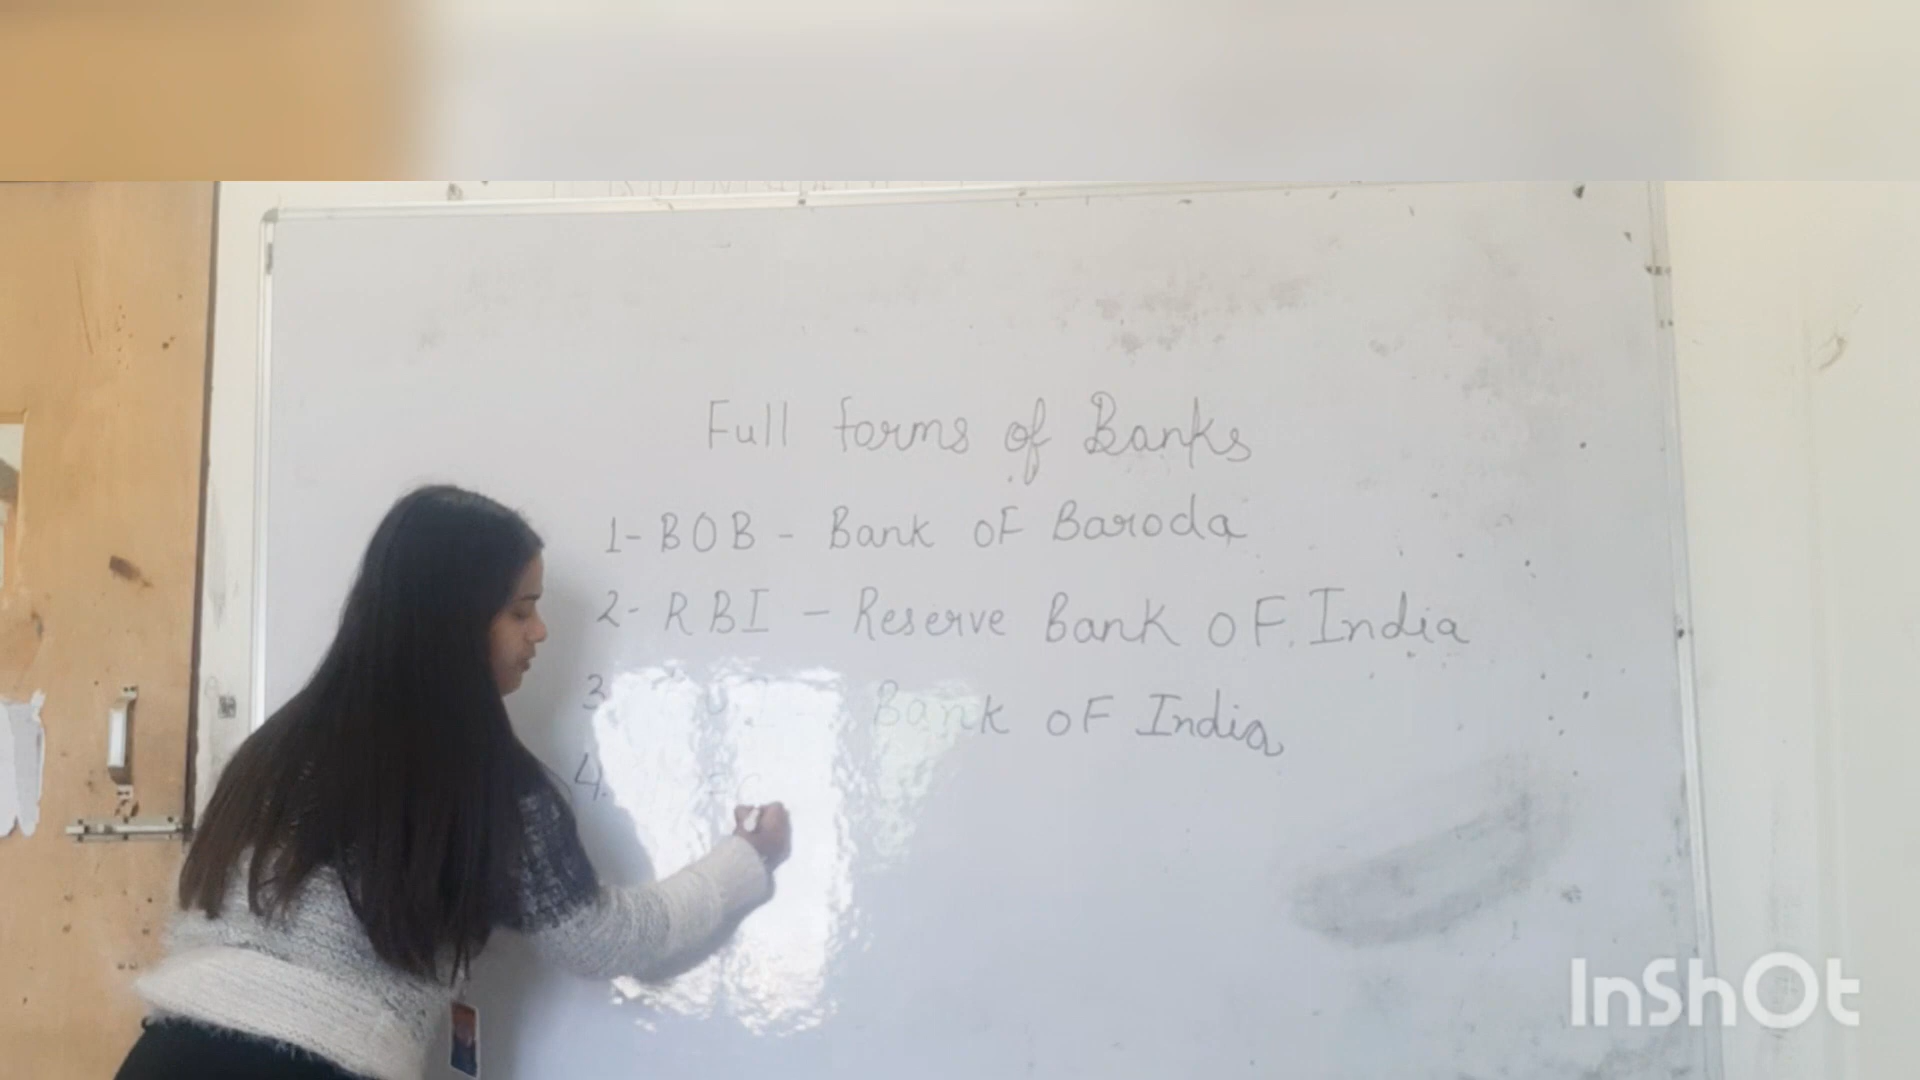 Full forms of Banks
1- BOB - Bank of Baroda
2- RBI - Reserve Bank of India
3 Bank of India
4.
InShOt